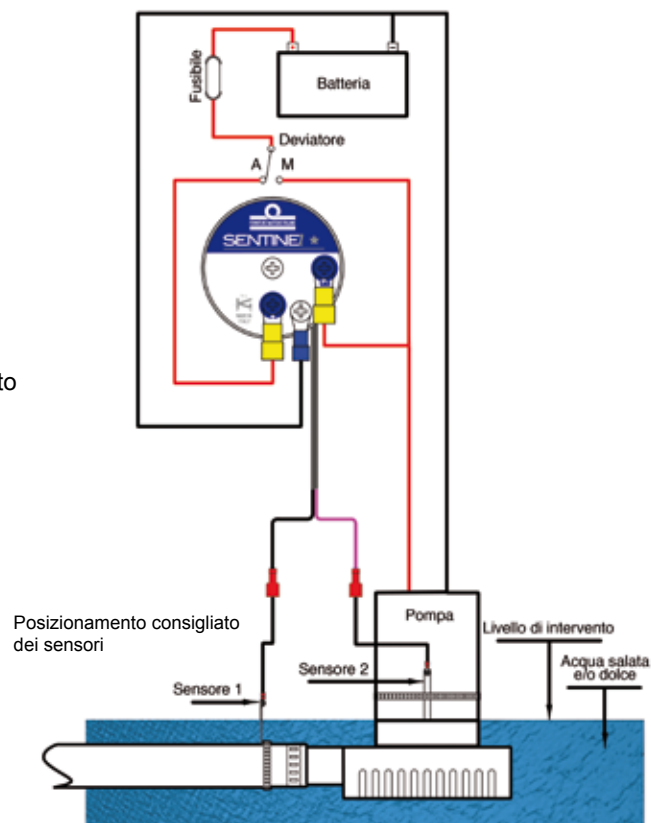 +
-
Batteria
Fusibile
Deviatore
A M
SENTINEL
to
Posizionamento consigliato
dei sensori
Pompa
Livello di intervento
Sensore 2
Acqua salata
e/o dolce
Sensore 1